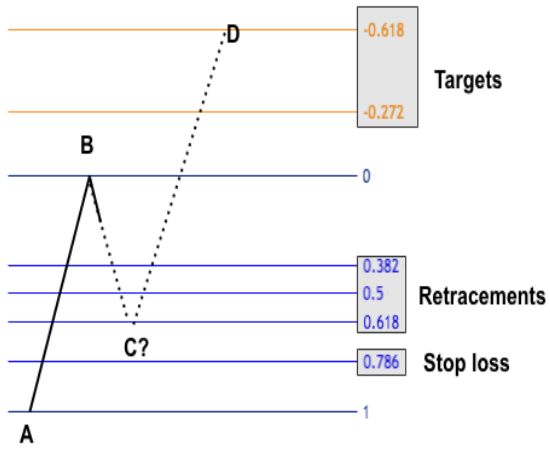 D
-0.618
Targets
-0.272
B
0
0.382
0.5
Retracements
0.618
C?
0.786
Stop loss
1
A